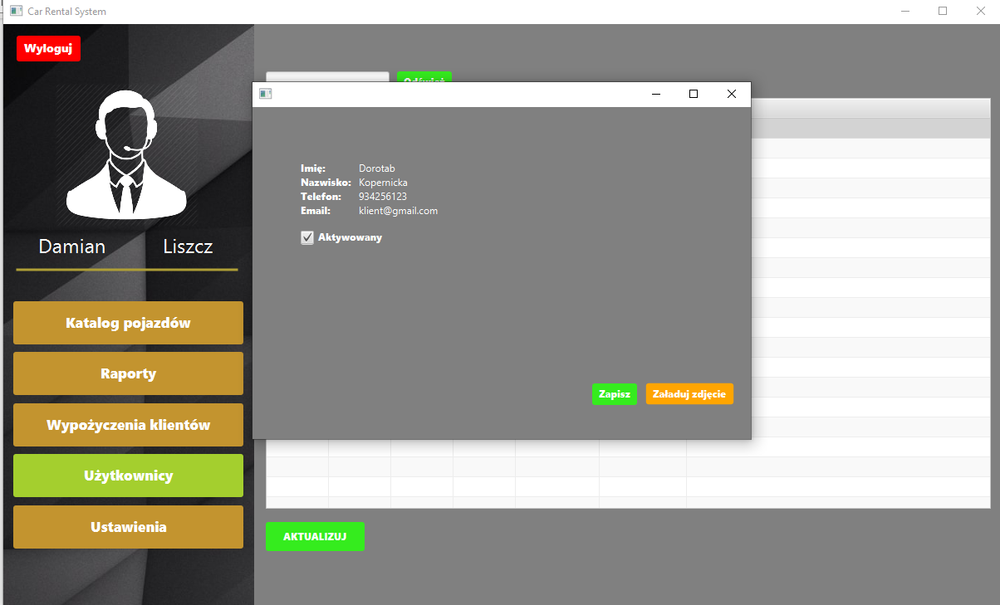 Car Rental System
Wyloguj
Damian Liszcz
Katalog pojazdów
Raporty
Wypożyczenia klientów
Użytkownicy
Ustawienia
Odśwież
Imię: Dorotab
Nazwisko: Kopernicka
Telefon: 934256123
Email: klient@gmail.com
Aktywowany
Zapisz Załaduj zdjęcie
AKTUALIZUJ